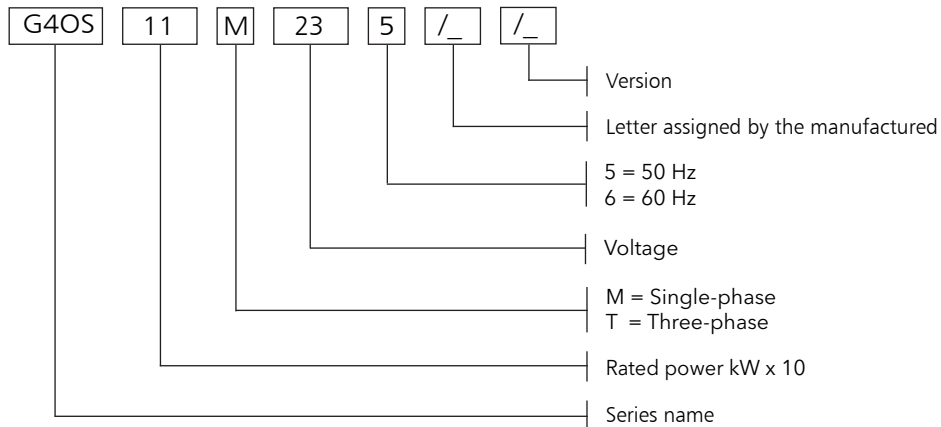 G4OS 11 M 23 5 /_ /_
Version
Letter assigned by the manufactured
5 = 50 Hz
6 = 60 Hz
Voltage
M = Single-phase
T = Three-phase
Rated power kW x 10
Series name